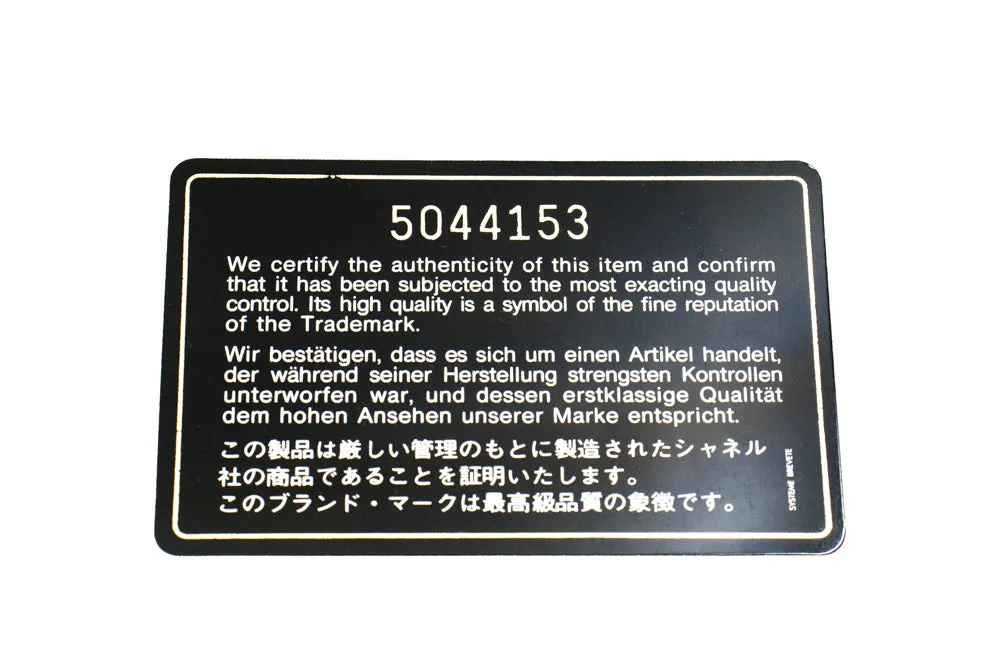 5044153
We certify the authenticity of this item and confirm
that it has been subjected to the most exacting quality
control. Its high quality is a symbol of the fine reputation
of the Trademark.
Wir bestätigen, dass es sich um einen Artikel handelt,
der während seiner Herstellung strengsten Kontrollen
unterworfen war, und dessen erstklassige Qualität
dem hohen Ansehen unserer Marke entspricht.
この製品は厳しい管理のもとに製造されたシャネル
社の商品であることを証明いたします。
このブランド・マークは最高級品質の象徴です。
SYSTEME BREVETE